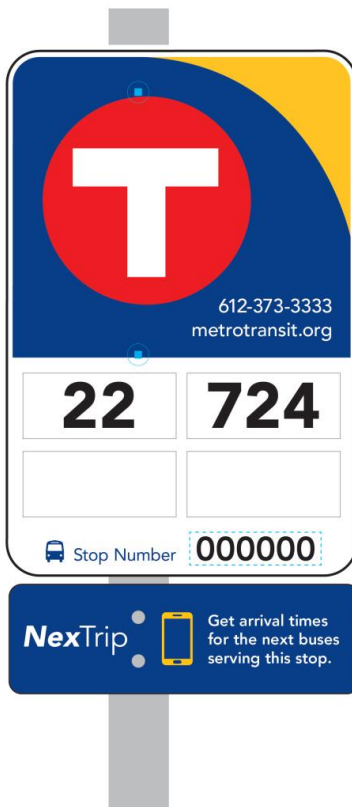 T
612-373-3333
metrotransit.org
22 724
Stop Number 000000
NexTrip
Get arrival times
for the next buses
serving this stop.